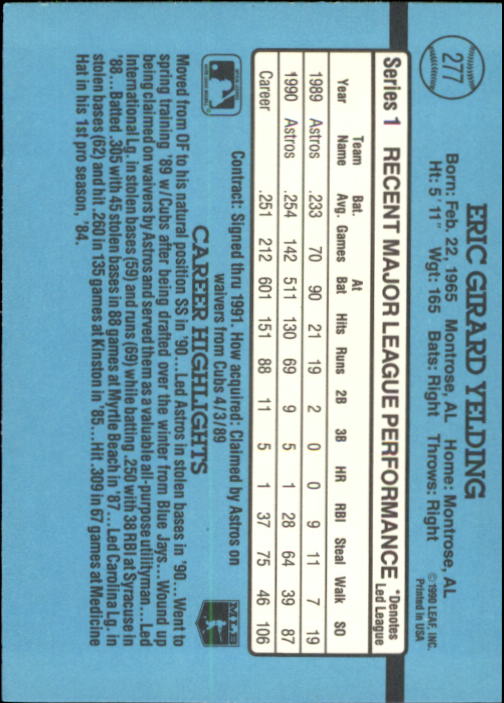 277
ERIC GIRARD YELDING
Born: Feb. 22, 1965 Montrose, AL Home: Montrose, AL
Ht: 5' 11" Wgt: 165 Bats: Right Throws: Right
©1990 LEAF, INC.
Printed in USA
Series 1 RECENT MAJOR LEAGUE PERFORMANCE *Denotes Led League
Year Team Name Bat. Avg. Games At Bat Hits Runs 2B 3B HR RBI Steal Walk SO
1989 Astros .233 70 90 21 19 2 0 0 9 11 7 19
1990 Astros .254 142 511 130 69 9 5 1 28 64 39 87
Career .251 212 601 151 88 11 5 1 37 75 46 106
Contract: Signed thru 1991. How acquired: Claimed by Astros on
waivers from Cubs 4/3/89
MLB
CAREER HIGHLIGHTS
Moved from OF to his natural position SS in '90...Led Astros in stolen bases in '90...Went to
spring training '89 w/Cubs after being drafted over the winter from Blue Jays...Wound up
being claimed on waivers by Astros and served them as a valuable all-purpose utilityman...Led
International Lg. in stolen bases (59) and runs (69) while batting .250 with 38 RBI at Syracuse in
'88...Batted .305 with 45 stolen bases in 88 games at Myrtle Beach in '87...Led Carolina Lg. in
stolen bases (62) and hit .260 in 135 games at Kinston in '85...Hit .309 in 67 games at Medicine
Hat in his 1st pro season, '84.